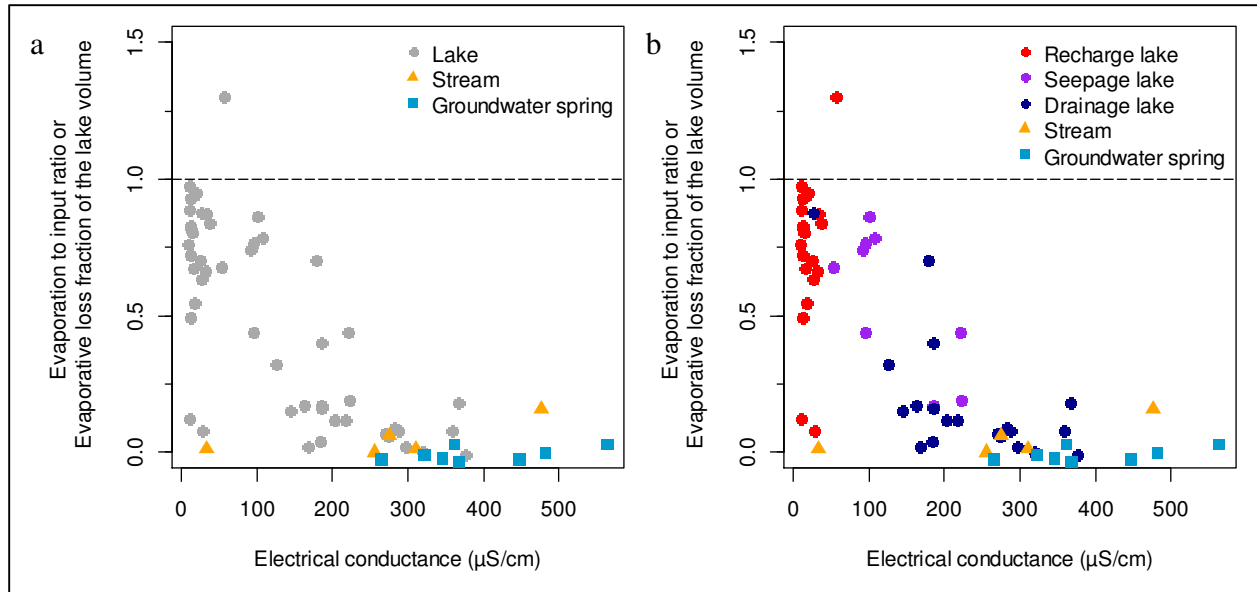 a
Evaporation to input ratio or
Evaporative loss fraction of the lake volume
1.5
1.0
0.5
0.0
Lake
Stream
Groundwater spring
0 100 200 300 400 500
Electrical conductance (µS/cm)
b
Evaporation to input ratio or
Evaporative loss fraction of the lake volume
1.5
1.0
0.5
0.0
Recharge lake
Seepage lake
Drainage lake
Stream
Groundwater spring
0 100 200 300 400 500
Electrical conductance (µS/cm)